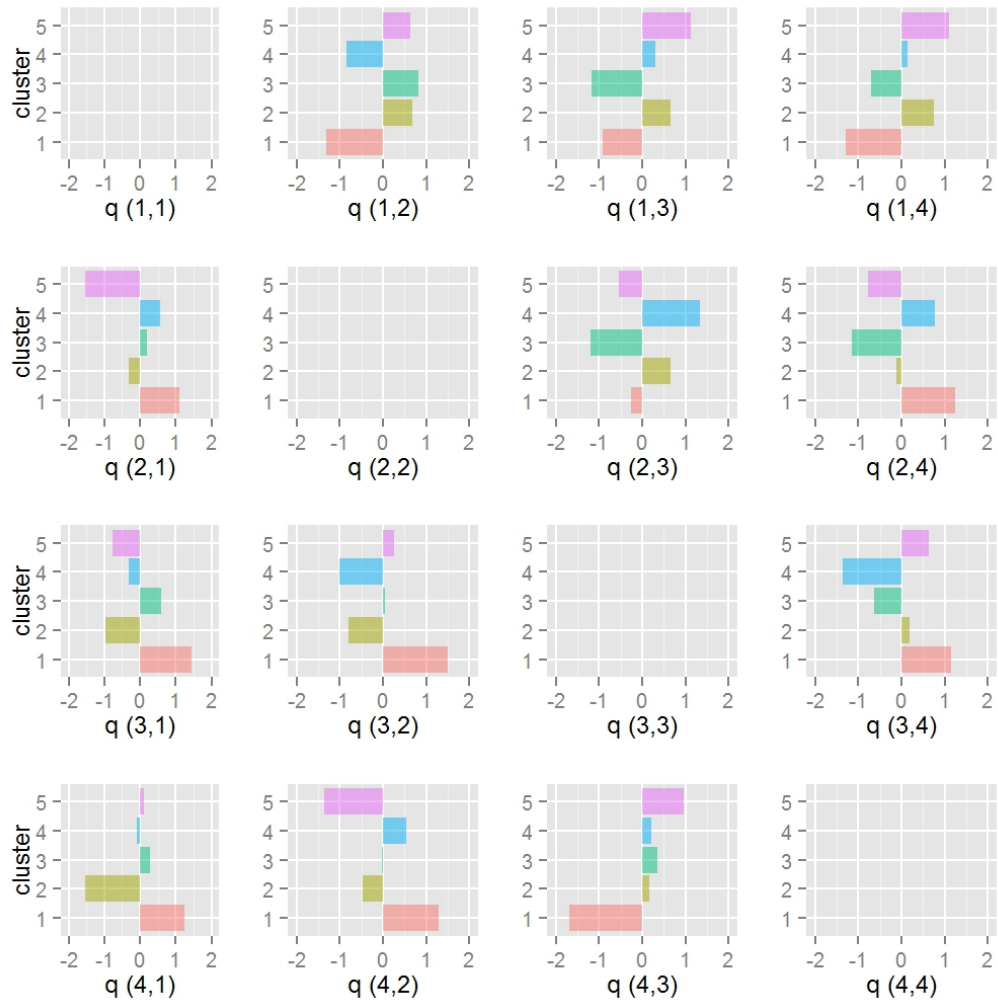 cluster
5
4
3
2
1
-2 -1 0 1 2
q (1,1)
5
4
3
2
1
-2 -1 0 1 2
q (1,2)
5
4
3
2
1
-2 -1 0 1 2
q (1,3)
5
4
3
2
1
-2 -1 0 1 2
q (1,4)
cluster
5
4
3
2
1
-2 -1 0 1 2
q (2,1)
5
4
3
2
1
-2 -1 0 1 2
q (2,2)
5
4
3
2
1
-2 -1 0 1 2
q (2,3)
5
4
3
2
1
-2 -1 0 1 2
q (2,4)
cluster
5
4
3
2
1
-2 -1 0 1 2
q (3,1)
5
4
3
2
1
-2 -1 0 1 2
q (3,2)
5
4
3
2
1
-2 -1 0 1 2
q (3,3)
5
4
3
2
1
-2 -1 0 1 2
q (3,4)
cluster
5
4
3
2
1
-2 -1 0 1 2
q (4,1)
5
4
3
2
1
-2 -1 0 1 2
q (4,2)
5
4
3
2
1
-2 -1 0 1 2
q (4,3)
5
4
3
2
1
-2 -1 0 1 2
q (4,4)